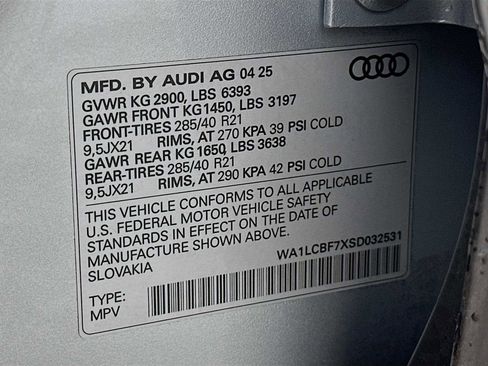 MFD. BY AUDI AG 04 25
GVWR KG 2900, LBS 6393
GAWR FRONT KG1450, LBS 3197
FRONT-TIRES 285/40 R21
9,5JX21 RIMS, AT 270 KPA 39 PSI COLD
GAWR REAR KG 1650, LBS 3638
REAR-TIRES 285/40 R21
9,5JX21 RIMS, AT 290 KPA 42 PSI COLD
THIS VEHICLE CONFORMS TO ALL APPLICABLE
U.S. FEDERAL MOTOR VEHICLE SAFETY
STANDARDS IN EFFECT ON THE DATE OF
MANUFACTURE SHOWN ABOVE.
SLOVAKIA
WA1LCBF7XSD032531
TYPE:
MPV